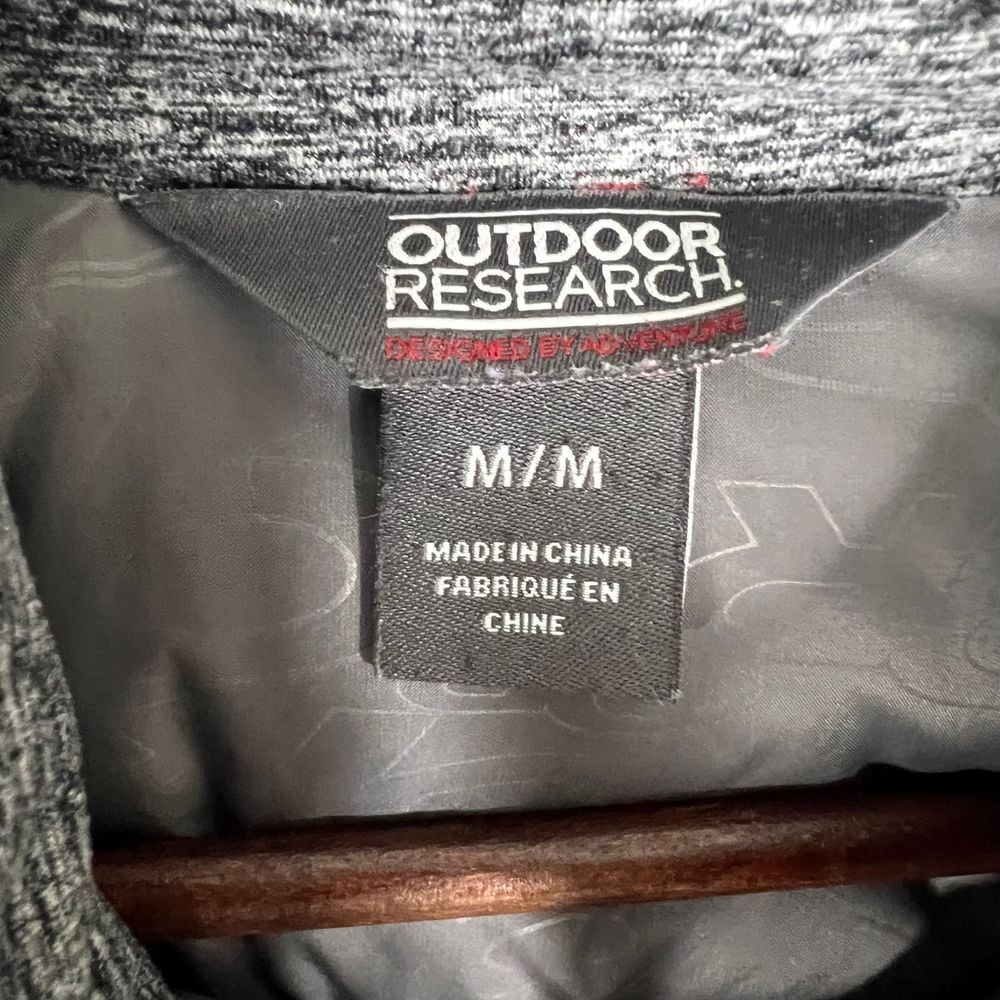 OUTDOOR
RESEARCH.
DESIGNED BY ADVENTURE
M/M
MADE IN CHINA
FABRIQUÉ EN
CHINE